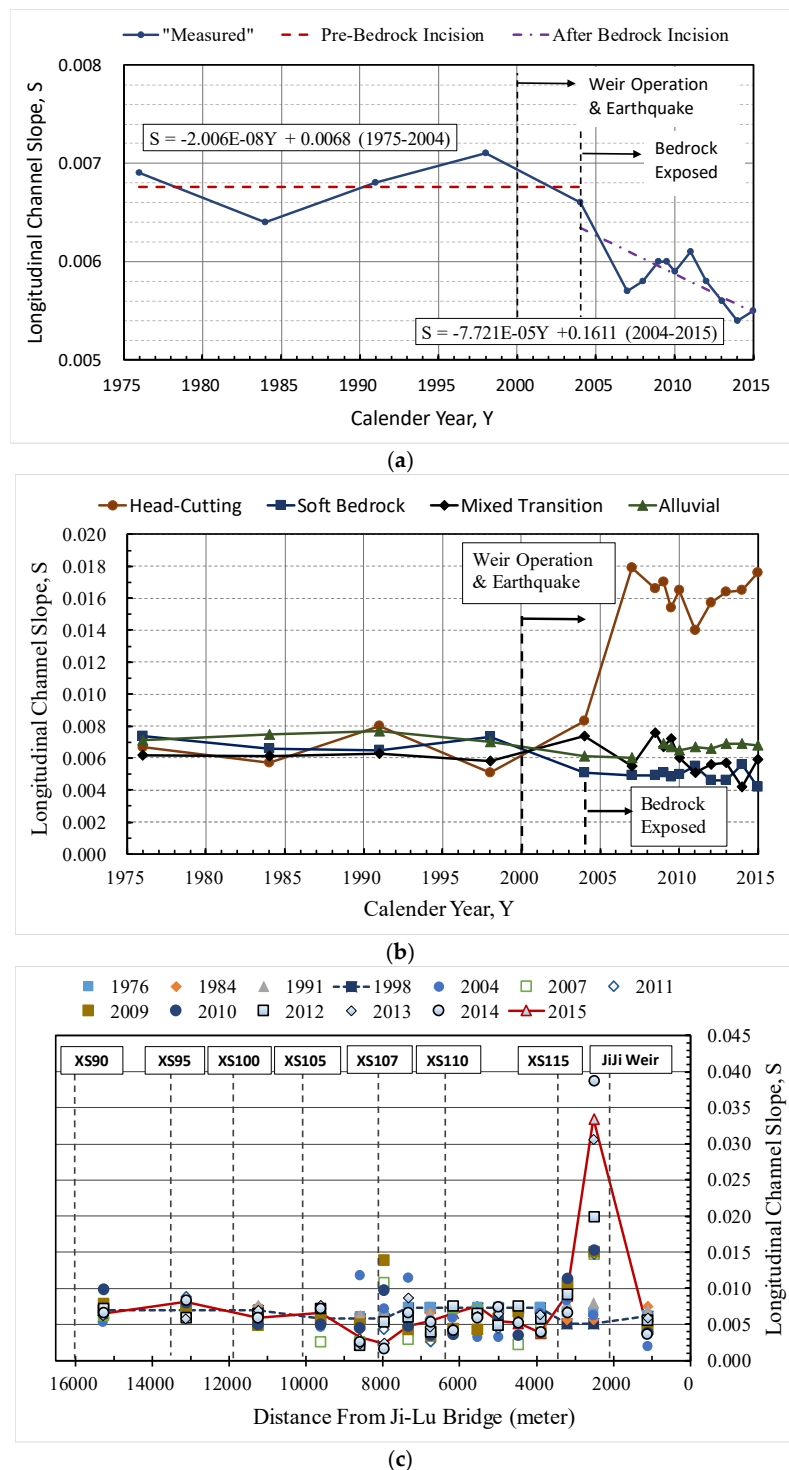 "Measured" Pre-Bedrock Incision After Bedrock Incision
0.008
0.007
0.006
0.005
Longitudinal Channel Slope, S
Weir Operation
& Earthquake
S = -2.006E-08Y + 0.0068 (1975-2004)
Bedrock
Exposed
S = -7.721E-05Y +0.1611 (2004-2015)
1975 1980 1985 1990 1995 2000 2005 2010 2015
Calender Year, Y
(a)
Head-Cutting Soft Bedrock Mixed Transition Alluvial
0.020
0.018
0.016
0.014
0.012
0.010
0.008
0.006
0.004
0.002
0.000
Longitudinal Channel Slope, S
Weir Operation
& Earthquake
Bedrock
Exposed
1975 1980 1985 1990 1995 2000 2005 2010 2015
Calender Year, Y
(b)
1976 1984 1991 1998 2004 2007 2011
2009 2010 2012 2013 2014 2015
XS90 XS95 XS100 XS105 XS107 XS110 XS115 JiJi Weir
0.045
0.040
0.035
0.030
0.025
0.020
0.015
0.010
0.005
0.000
Longitudinal Channel Slope, S
16000 14000 12000 10000 8000 6000 4000 2000 0
Distance From Ji-Lu Bridge (meter)
(c)